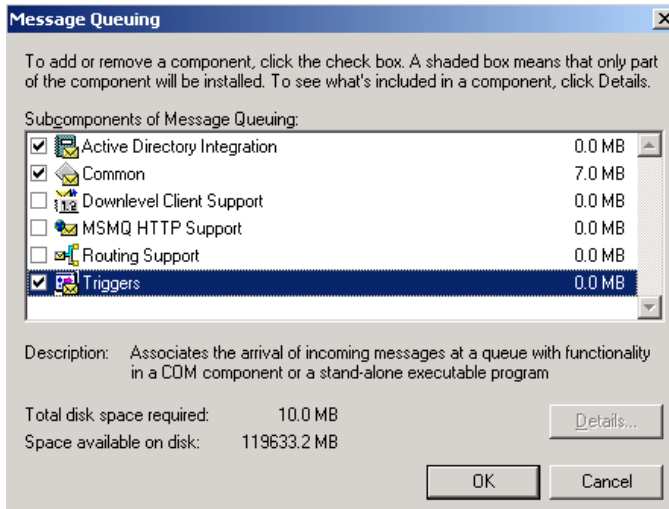 Message Queuing
To add or remove a component, click the check box. A shaded box means that only part
of the component will be installed. To see what's included in a component, click Details.
Subcomponents of Message Queuing:
Active Directory Integration 0.0 MB
Common 7.0 MB
Downlevel Client Support
MSMQ HTTP Support 0.0 MB
Routing Support 0.0 MB
Triggers 0.0 MB
Description: Associates the arrival of incoming messages at a queue with functionality
in a COM component or a stand-alone executable program
Total disk space required: 10.0 MB
Details...
Space available on disk: 119633.2 MB
OK Cancel